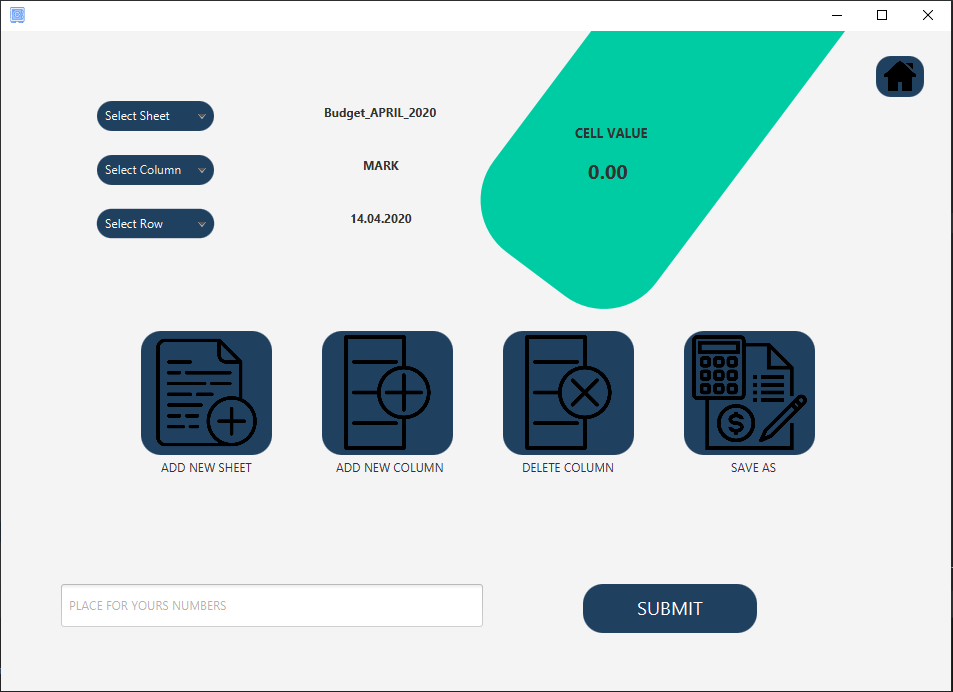 Select Sheet
Budget_APRIL_2020
CELL VALUE
Select Column
MARK
0.00
Select Row
14.04.2020
ADD NEW SHEET
ADD NEW COLUMN
DELETE COLUMN
SAVE AS
PLACE FOR YOURS NUMBERS
SUBMIT